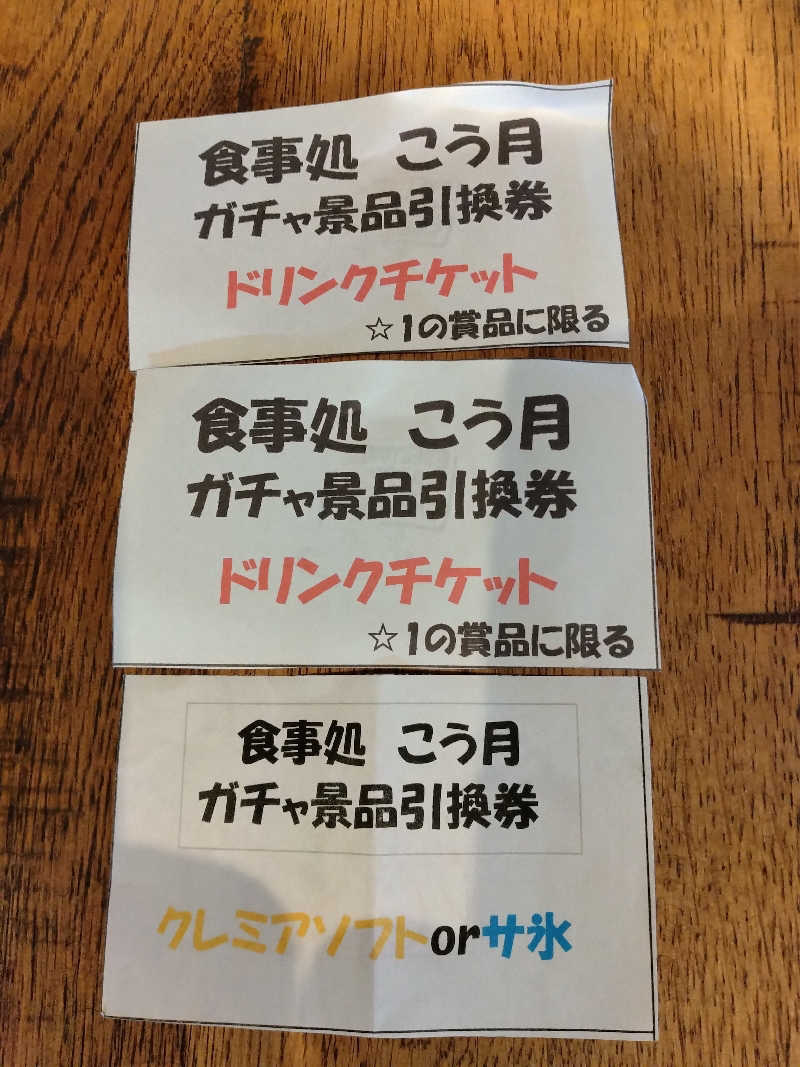 食事処 こう月
ガチャ景品引換券
ドリンクチケット
☆1の賞品に限る
食事処 こう月
ガチャ景品引換券
ドリンクチケット
☆1の賞品に限る
食事処 こう月
ガチャ景品引換券
クレミアソフトorサ氷